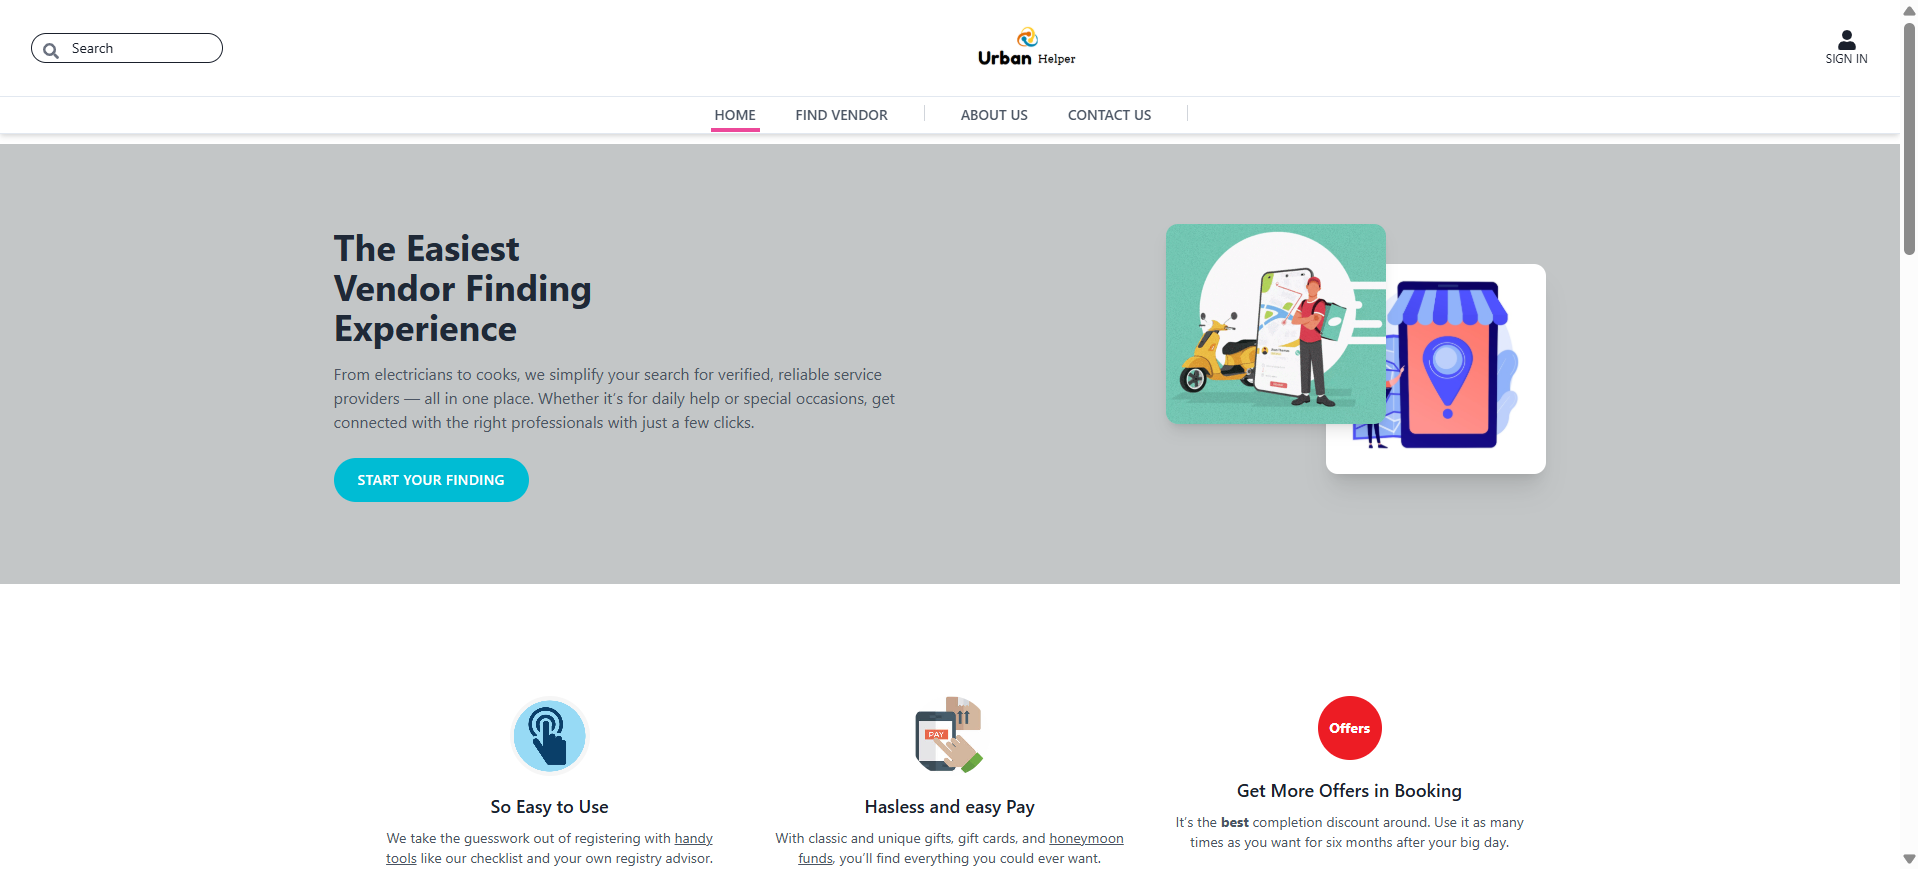 Search
Urban Helper
SIGN IN
HOME
FIND VENDOR
ABOUT US
CONTACT US
The Easiest
Vendor Finding
Experience
From electricians to cooks, we simplify your search for verified, reliable service
providers — all in one place. Whether it's for daily help or special occasions, get
connected with the right professionals with just a few clicks.
START YOUR FINDING
So Easy to Use
We take the guesswork out of registering with handy
tools like our checklist and your own registry advisor.
PAY
Hasless and easy Pay
With classic and unique gifts, gift cards, and honeymoon
funds, you'll find everything you could ever want.
Offers
Get More Offers in Booking
It's the best completion discount around. Use it as many
times as you want for six months after your big day.